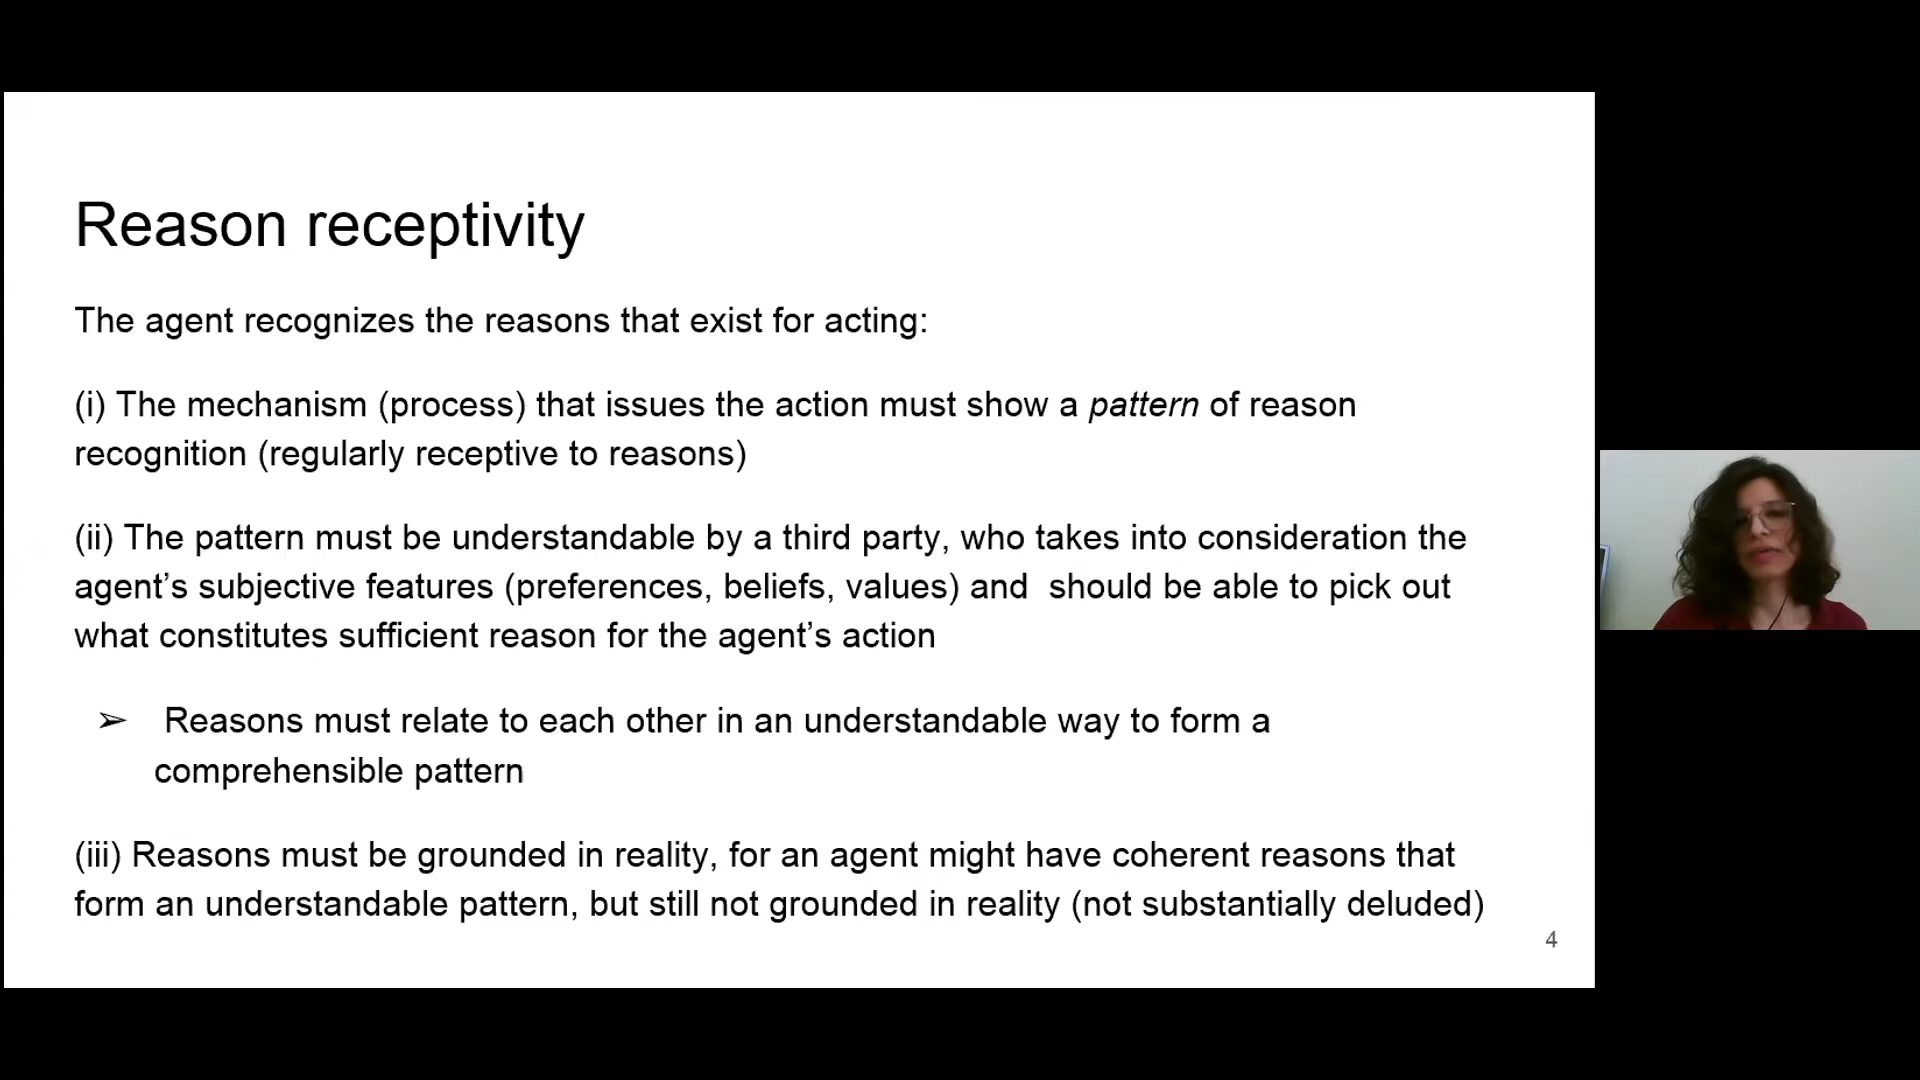 Reason receptivity
The agent recognizes the reasons that exist for acting:
(i) The mechanism (process) that issues the action must show a pattern of reason
recognition (regularly receptive to reasons)
(ii) The pattern must be understandable by a third party, who takes into consideration the
agent’s subjective features (preferences, beliefs, values) and  should be able to pick out
what constitutes sufficient reason for the agent’s action
➢ Reasons must relate to each other in an understandable way to form a
comprehensible pattern
(iii) Reasons must be grounded in reality, for an agent might have coherent reasons that
form an understandable pattern, but still not grounded in reality (not substantially deluded)
4